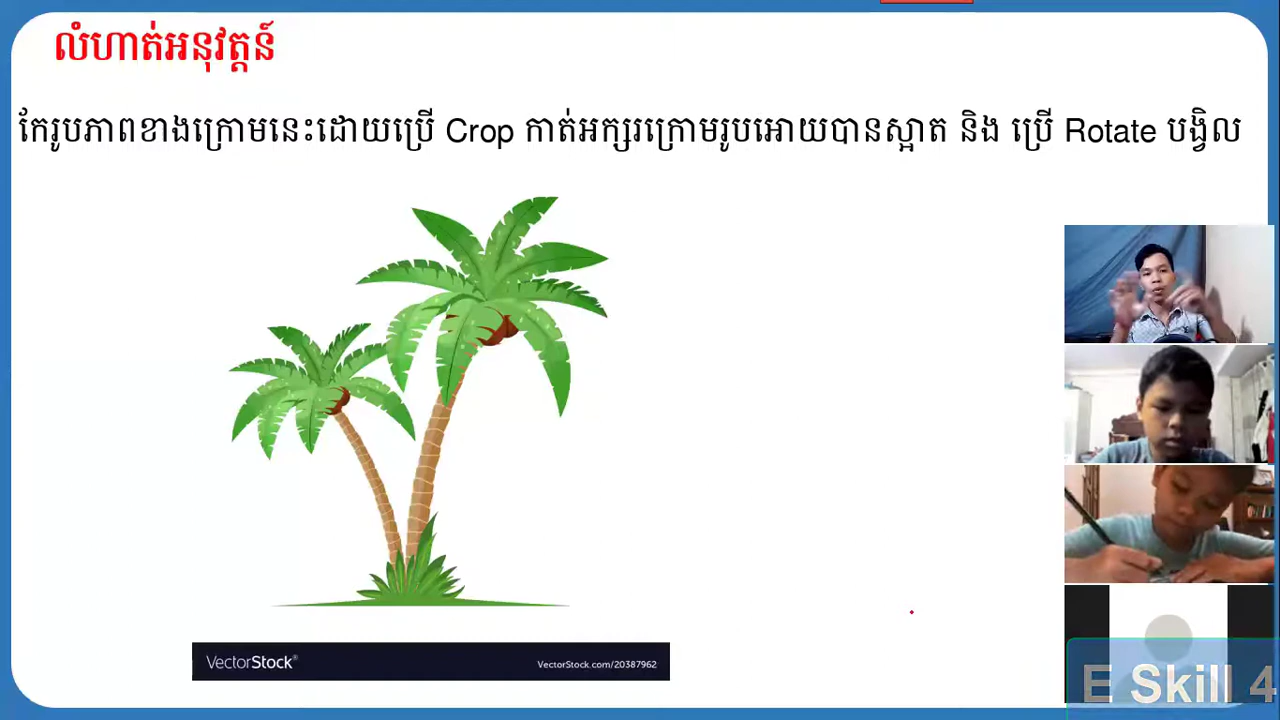 លំហាត់អនុវត្តន៍
កែរូបភាពខាងក្រោមនេះដោយប្រើ Crop កាត់អក្សរក្រោមរូបអោយបានស្អាត និង ប្រើ Rotate បង្វិល
VectorStock®
VectorStock.com/20387962
E Skill 4